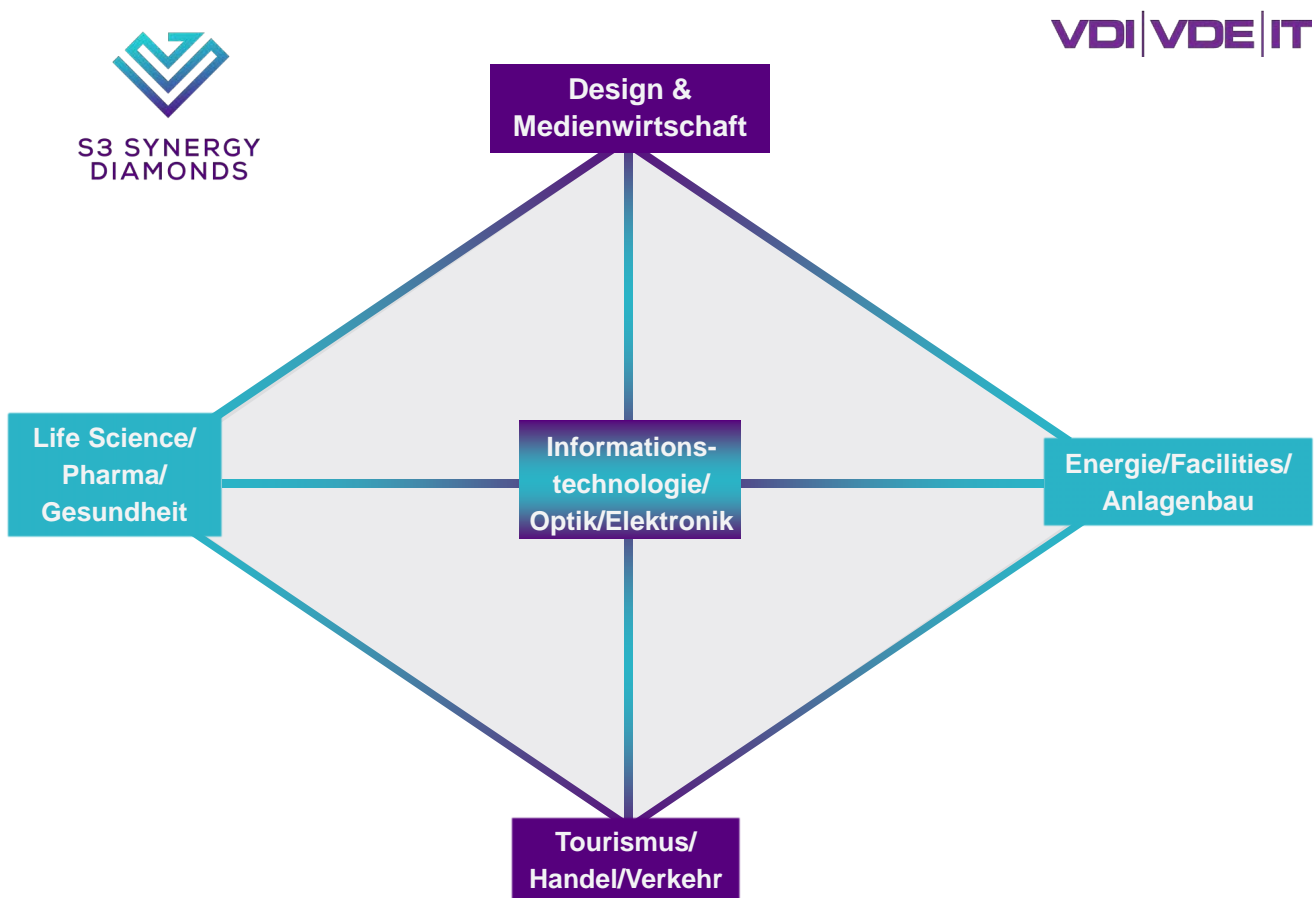 VDI|VDE|IT
S3 SYNERGY
DIAMONDS
Design &
Medienwirtschaft
Life Science/
Pharma/
Gesundheit
Informations-
technologie/
Optik/Elektronik
Energie/Facilities/
Anlagenbau
Tourismus/
Handel/Verkehr